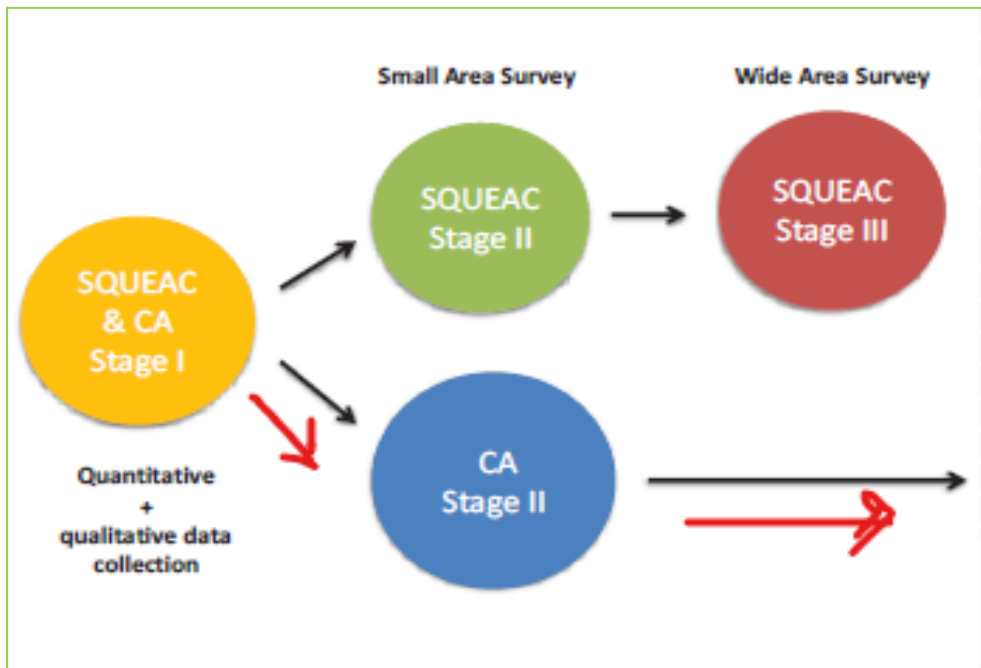 Small Area Survey
Wide Area Survey
SQUEAC
Stage II
SQUEAC
Stage III
SQUEAC
& CA
Stage I
CA
Stage II
Quantitative
+
qualitative data
collection